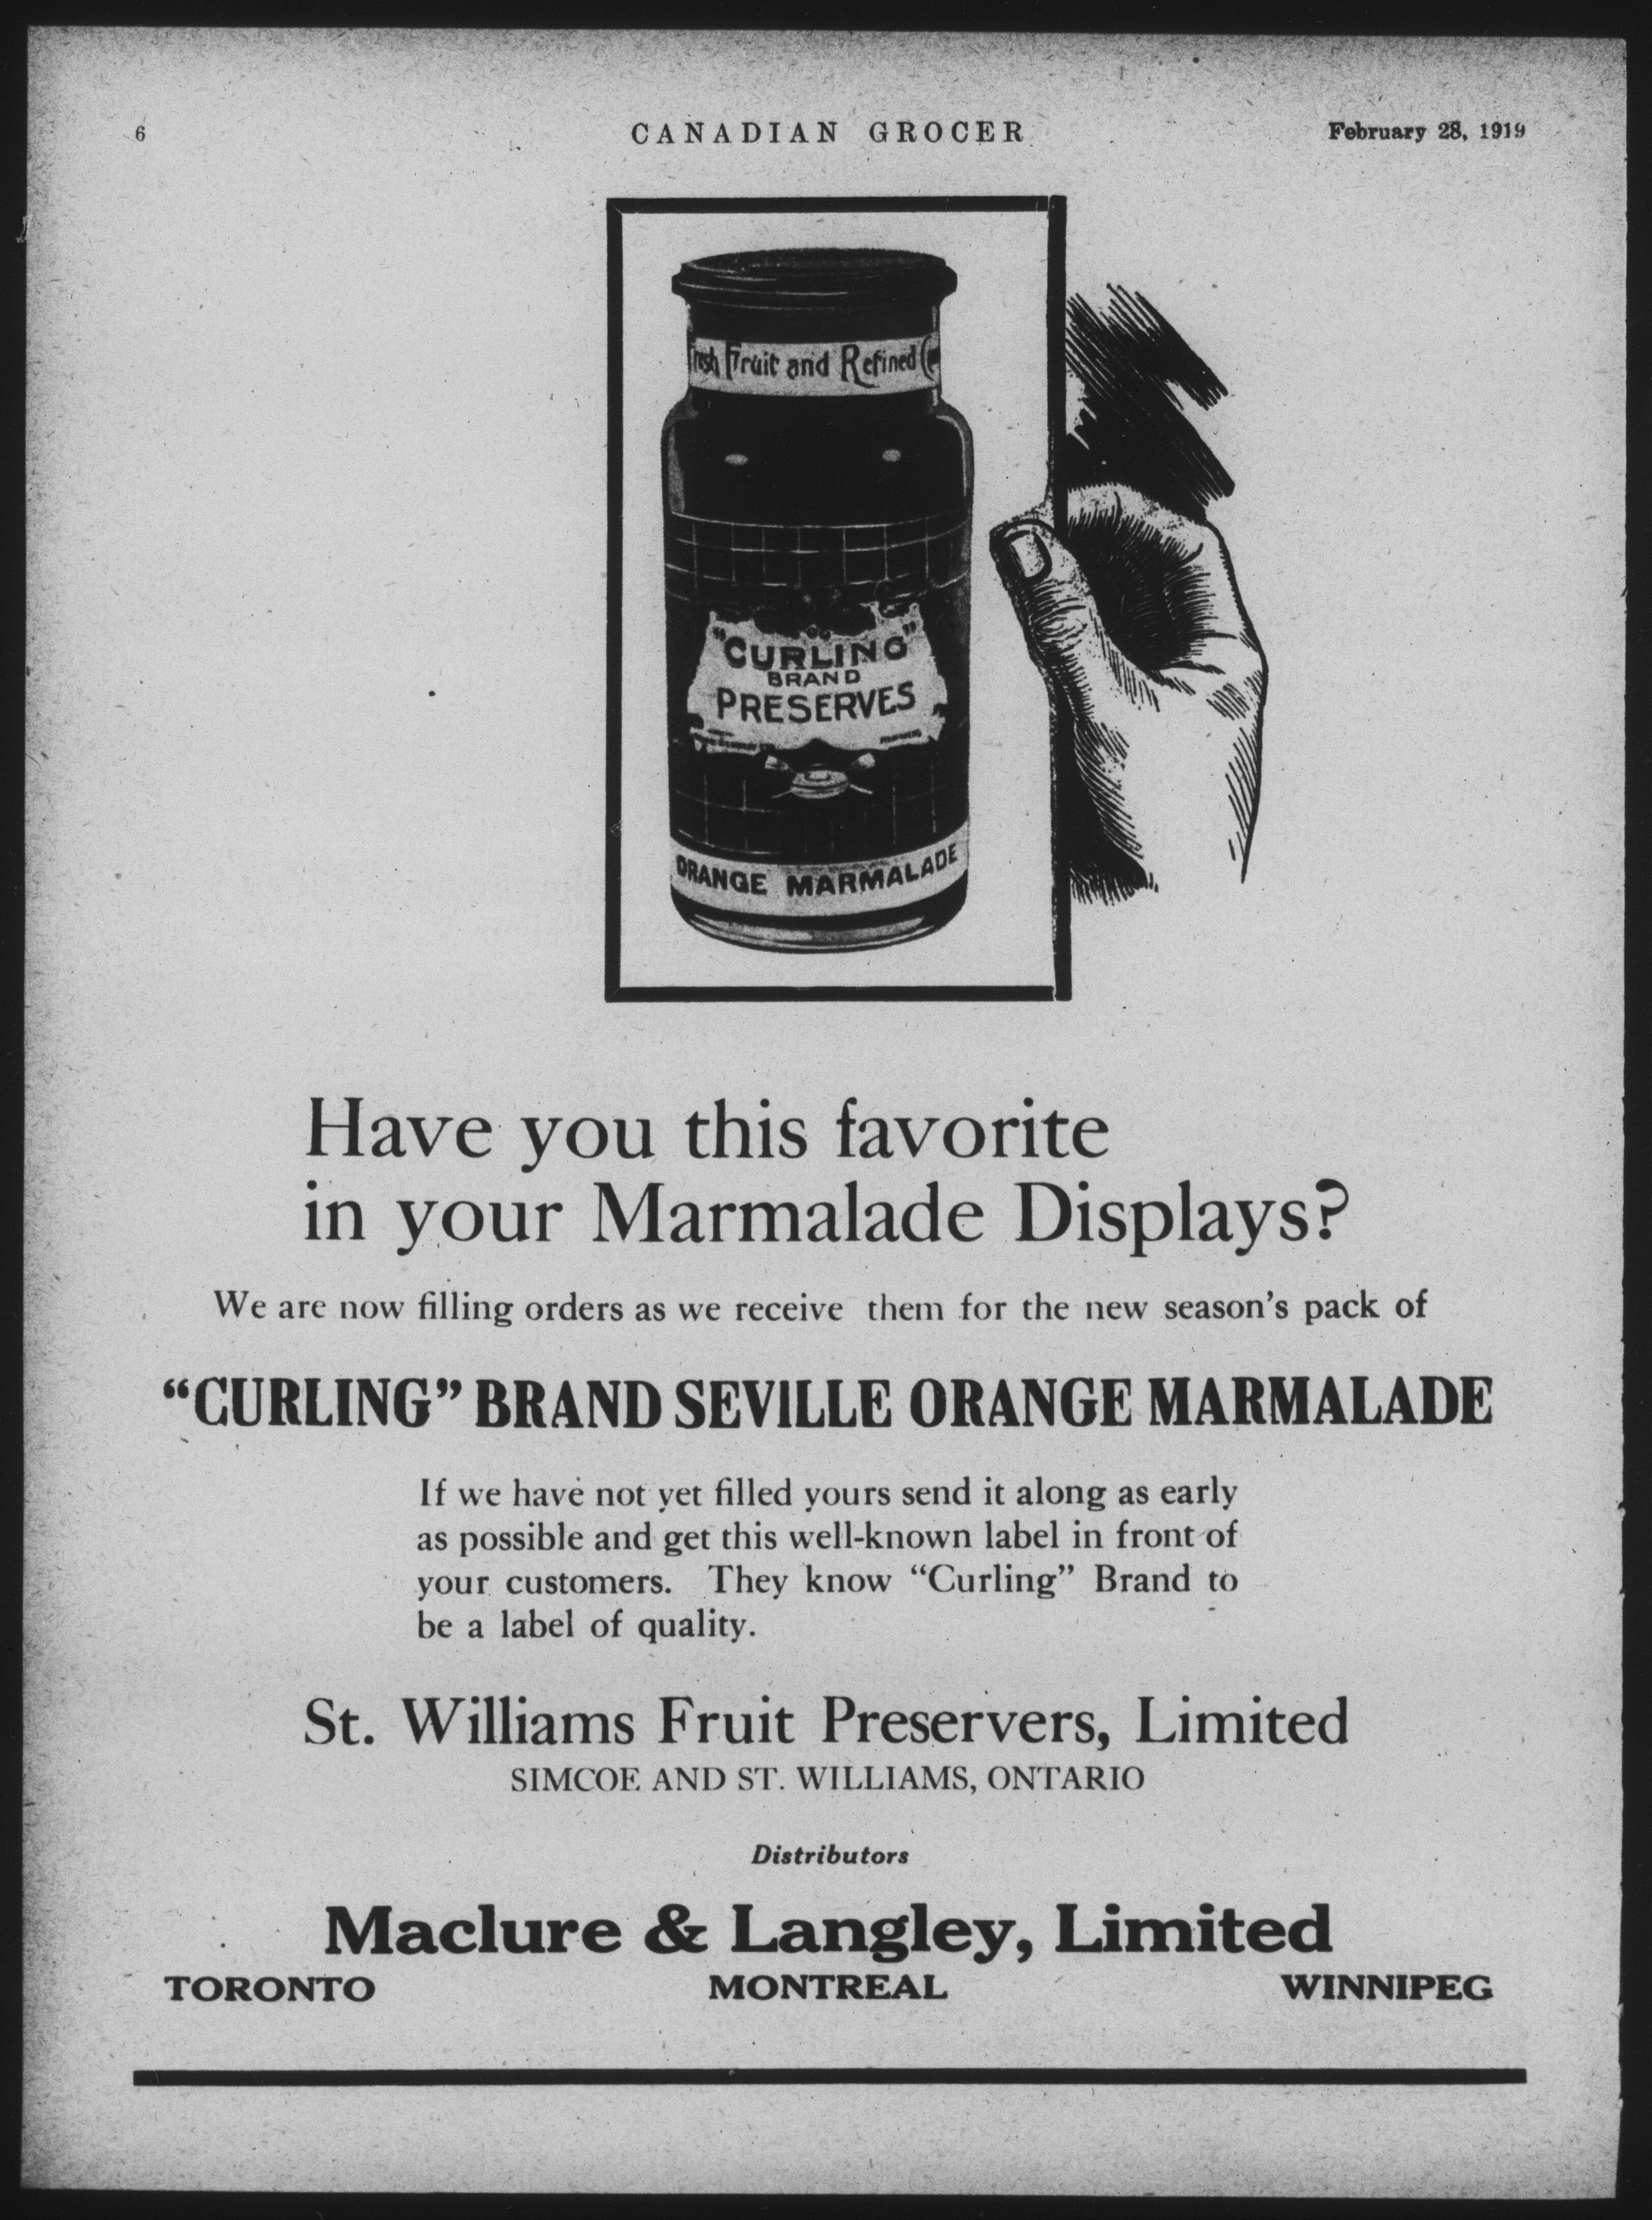 6
CANADIAN GROCER
February 28, 1919
Fresh Fruit and Refined
"CURLING"
BRAND
PRESERVES
ORANGE MARMALADE
Have you this favorite
in your Marmalade Displays?
We are now filling orders as we receive them for the new season's pack of
“CURLING” BRAND SEVILLE ORANGE MARMALADE
If we have not yet filled yours send it along as early
as possible and get this well-known label in front of
your customers. They know “Curling” Brand to
be a label of quality.
St. Williams Fruit Preservers, Limited
SIMCOE AND ST. WILLIAMS, ONTARIO
Distributors
Maclure & Langley, Limited
TORONTO
MONTREAL
WINNIPEG